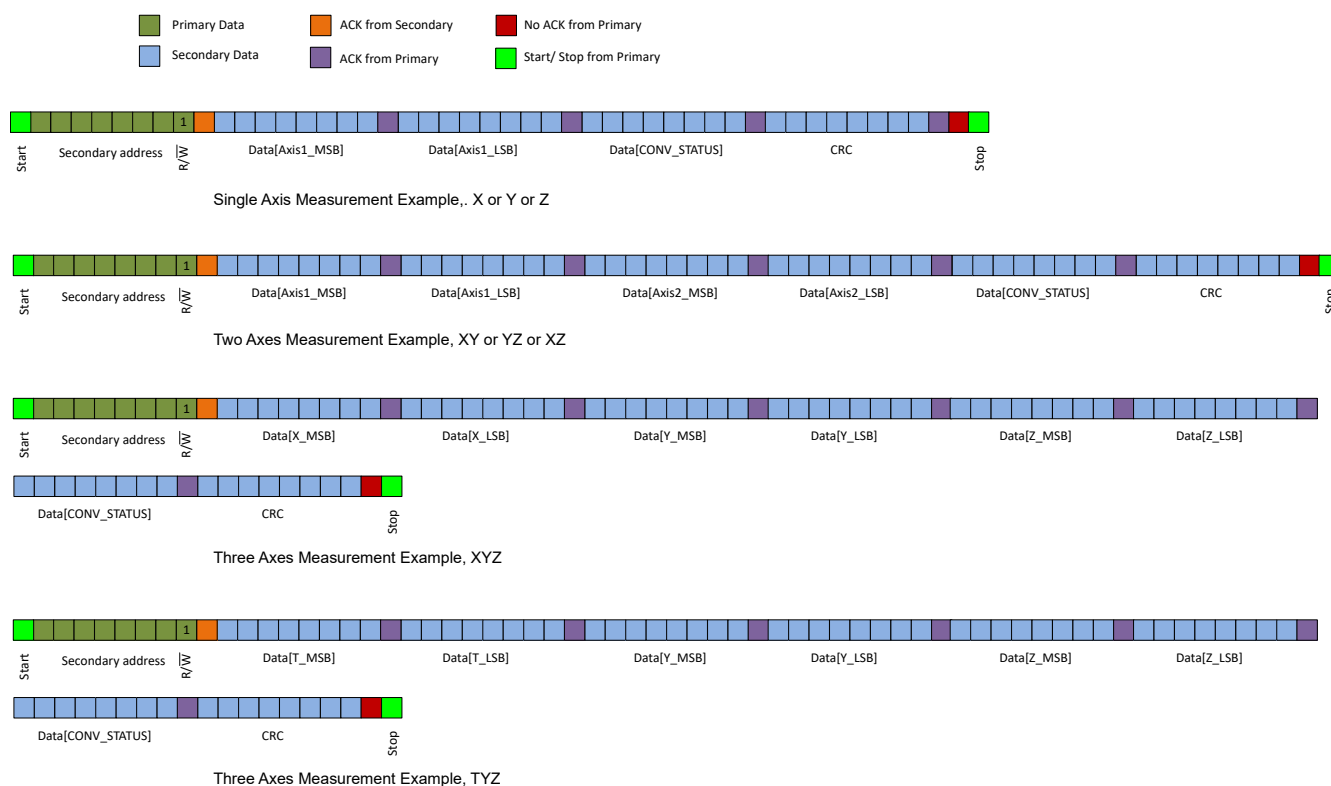 Primary Data
ACK from Secondary
No ACK from Primary
Secondary Data
ACK from Primary
Start/ Stop from Primary
1
Start
Secondary address
R/W
Data[Axis1_MSB]
Data[Axis1_LSB]
Data[CONV_STATUS]
CRC
Stop
Single Axis Measurement Example,. X or Y or Z
1
Start
Secondary address
R/W
Data[Axis1_MSB]
Data[Axis1_LSB]
Data[Axis2_MSB]
Data[Axis2_LSB]
Data[CONV_STATUS]
CRC
Stop
Two Axes Measurement Example, XY or YZ or XZ
1
Start
Secondary address
R/W
Data[X_MSB]
Data[X_LSB]
Data[Y_MSB]
Data[Y_LSB]
Data[Z_MSB]
Data[Z_LSB]
Data[CONV_STATUS]
CRC
Stop
Three Axes Measurement Example, XYZ
1
Start
Secondary address
R/W
Data[T_MSB]
Data[T_LSB]
Data[Y_MSB]
Data[Y_LSB]
Data[Z_MSB]
Data[Z_LSB]
Data[CONV_STATUS]
CRC
Stop
Three Axes Measurement Example, TYZ